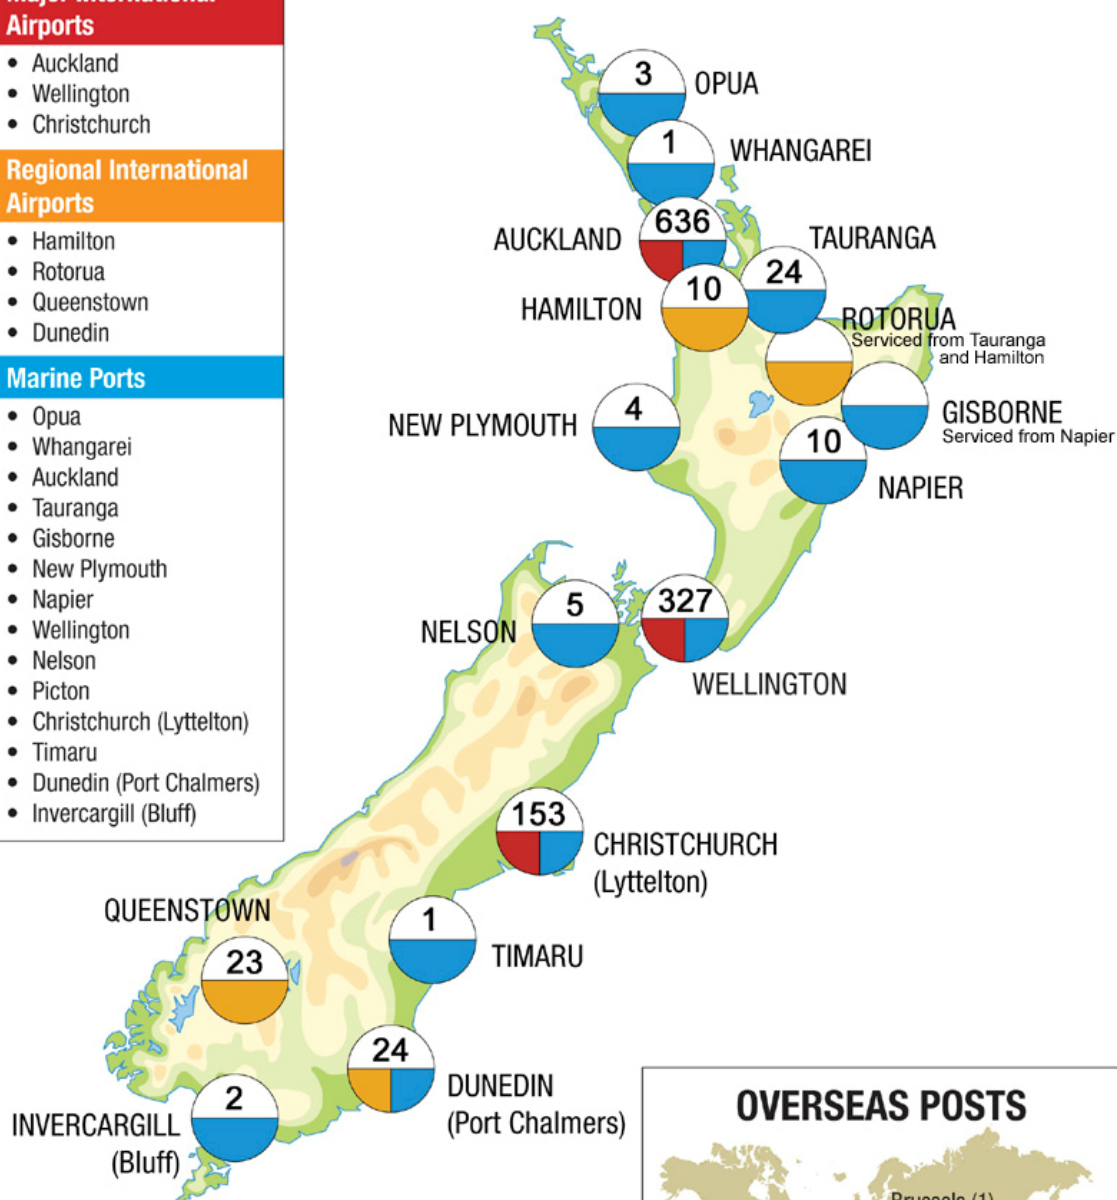 Major International
Airports
• Auckland
• Wellington
• Christchurch
Regional International
Airports
• Hamilton
• Rotorua
• Queenstown
• Dunedin
Marine Ports
• Opua
• Whangarei
• Auckland
• Tauranga
• Gisborne
• New Plymouth
• Napier
• Wellington
• Nelson
• Picton
• Christchurch (Lyttelton)
• Timaru
• Dunedin (Port Chalmers)
• Invercargill (Bluff)
3
OPUA
1
WHANGAREI
636
AUCKLAND
TAURANGA
24
10
HAMILTON
ROTORUA
Serviced from Tauranga
and Hamilton
4
NEW PLYMOUTH
GISBORNE
Serviced from Napier
10
NAPIER
5
NELSON
327
WELLINGTON
153
CHRISTCHURCH
(Lyttelton)
QUEENSTOWN
23
1
TIMARU
24
DUNEDIN
(Port Chalmers)
2
INVERCARGILL
(Bluff)
OVERSEAS POSTS
Brussels (1)